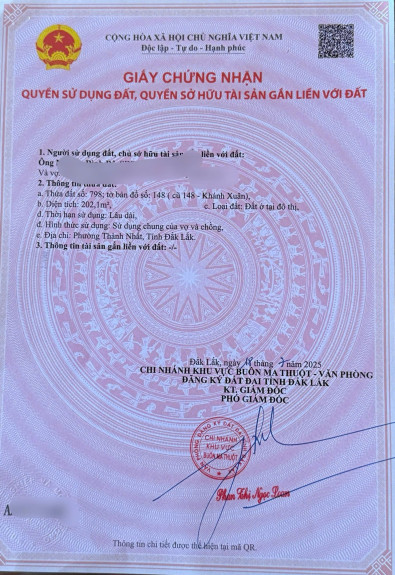 CỘNG HÒA XÃ HỘI CHỦ NGHĨA VIỆT NAM
Độc lập - Tự do - Hạnh phúc
GIẤY CHỨNG NHẬN
QUYỀN SỬ DỤNG ĐẤT, QUYỀN SỞ HỮU TÀI SẢN GẮN LIỀN VỚI ĐẤT
1. Người sử dụng đất, chủ sở hữu tài sản liền với đất:
Ông
Và vợ.
2. Thông tin thửa đất:
a. Thửa đất số: 798; tờ bản đồ số: 148 ( cũ 148 - Khánh Xuân),
b. Diện tích: 202,1m², c. Loại đất: Đất ở tại đô thị,
d. Thời hạn sử dụng: Lâu dài,
đ. Hình thức sử dụng: Sử dụng chung của vợ và chồng,
e. Địa chỉ: Phường Thành Nhất, Tỉnh Đắk Lắk.
3. Thông tin tài sản gắn liền với đất: -/-
Đắk Lắk, ngày 18 tháng 7 năm 2025
CHI NHÁNH KHU VỰC BUÔN MA THUỘT - VĂN PHÒNG
ĐĂNG KÝ ĐẤT ĐAI TỈNH ĐẮK LẮK
KT. GIÁM ĐỐC
PHÓ GIÁM ĐỐC
CHI NHÁNH
KHU VỰC
BUÔN MA THUỘT
Phan Thị Ngọc Loan
A.
Thông tin chi tiết được thể hiện tại mã QR.